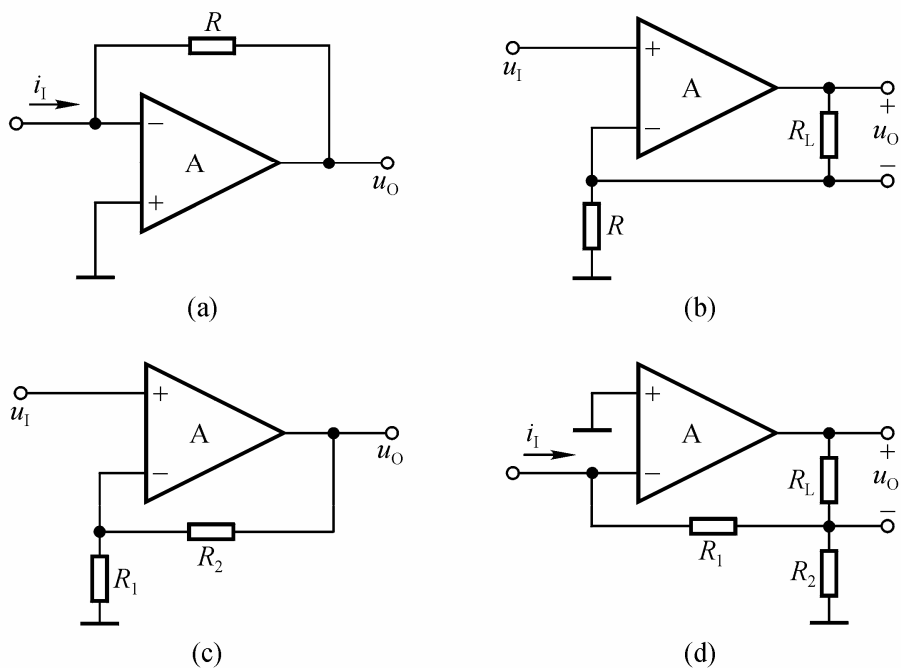 R
i_I
−
A
+
u_O
(a)
u_I
+
A
−
R_L
+
u_O
−
R
(b)
u_I
+
A
−
u_O
R_2
R_1
(c)
+
A
i_I
−
R_L
+
u_O
−
R_1
R_2
(d)